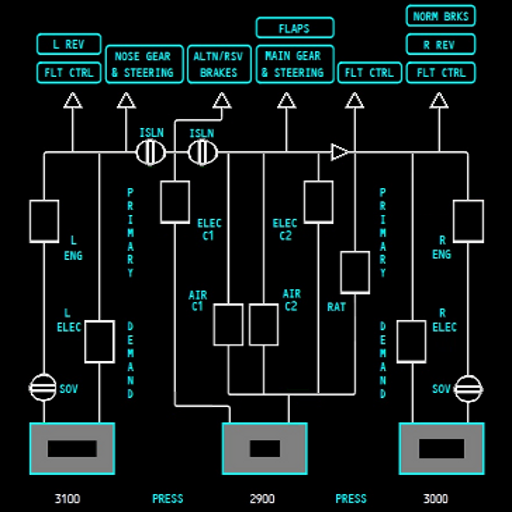 NORM BRKS
FLAPS
L REV
R REV
NOSE GEAR
& STEERING
ALTN/RSV
BRAKES
MAIN GEAR
& STEERING
FLT CTRL
FLT CTRL
FLT CTRL
ISLN
ISLN
PRIMARY
PRIMARY
ELEC
C1
ELEC
C2
L
ENG
R
ENG
AIR
C1
AIR
C2
RAT
L
ELEC
R
ELEC
DEMAND
DEMAND
SOV
SOV
3100
PRESS
2900
PRESS
3000